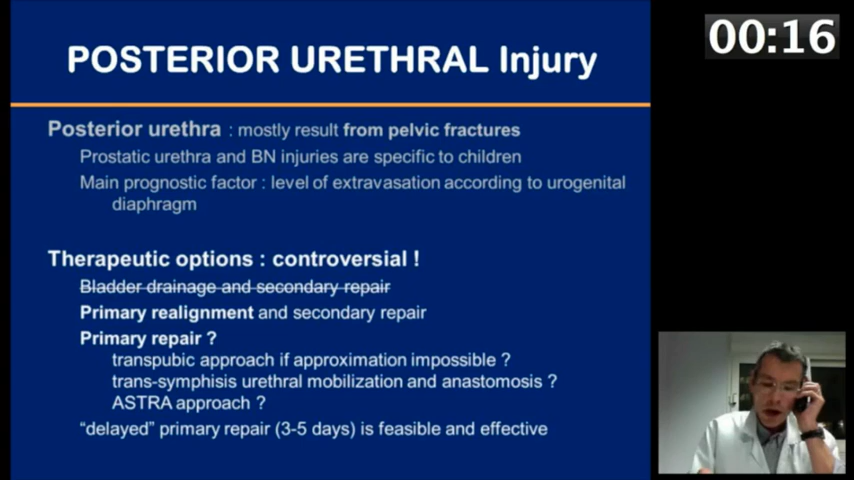 POSTERIOR URETHRAL Injury
00:16
Posterior urethra : mostly result from pelvic fractures
Prostatic urethra and BN injuries are specific to children
Main prognostic factor : level of extravasation according to urogenital
diaphragm
Therapeutic options : controversial !
Bladder drainage and secondary repair
Primary realignment and secondary repair
Primary repair ?
transpubic approach if approximation impossible ?
trans-symphisis urethral mobilization and anastomosis ?
ASTRA approach ?
“delayed” primary repair (3-5 days) is feasible and effective